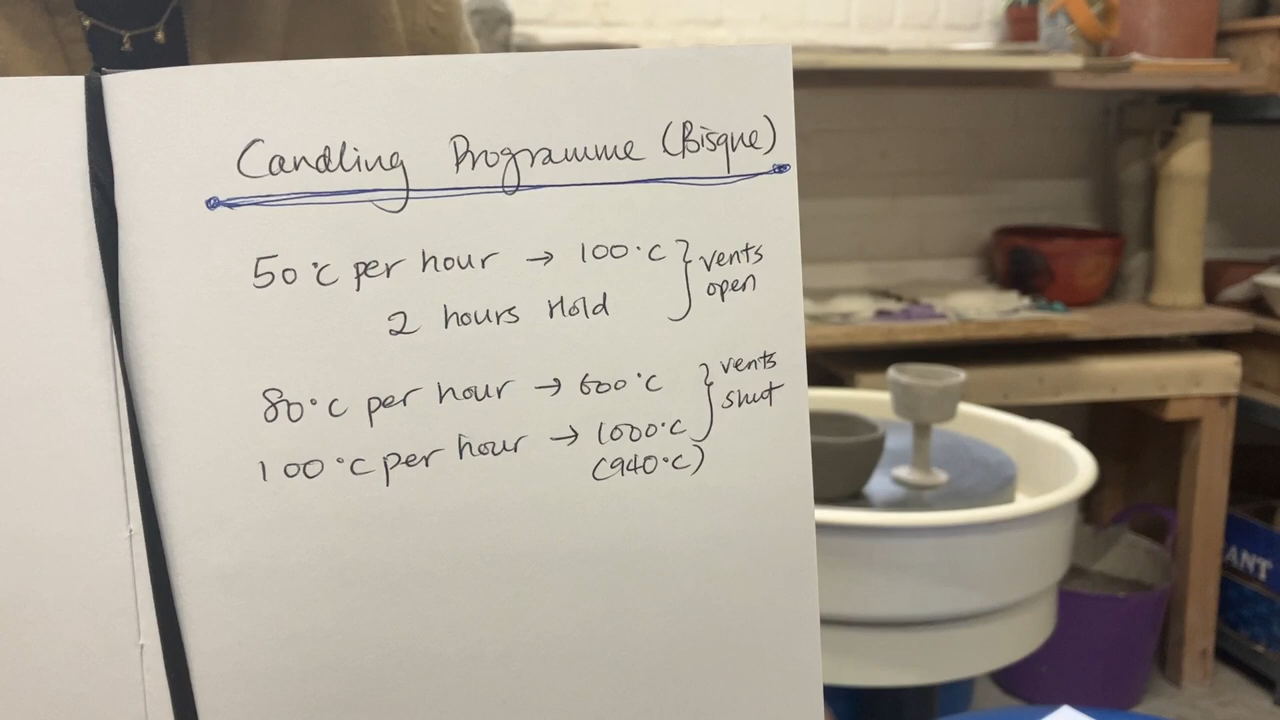 Candling Programme (Bisque)
50°C per hour → 100°C } vents open
2 hours Hold
80°C per hour → 600°C } vents shut
100°C per hour → 1000°C
(940°C)
ANT